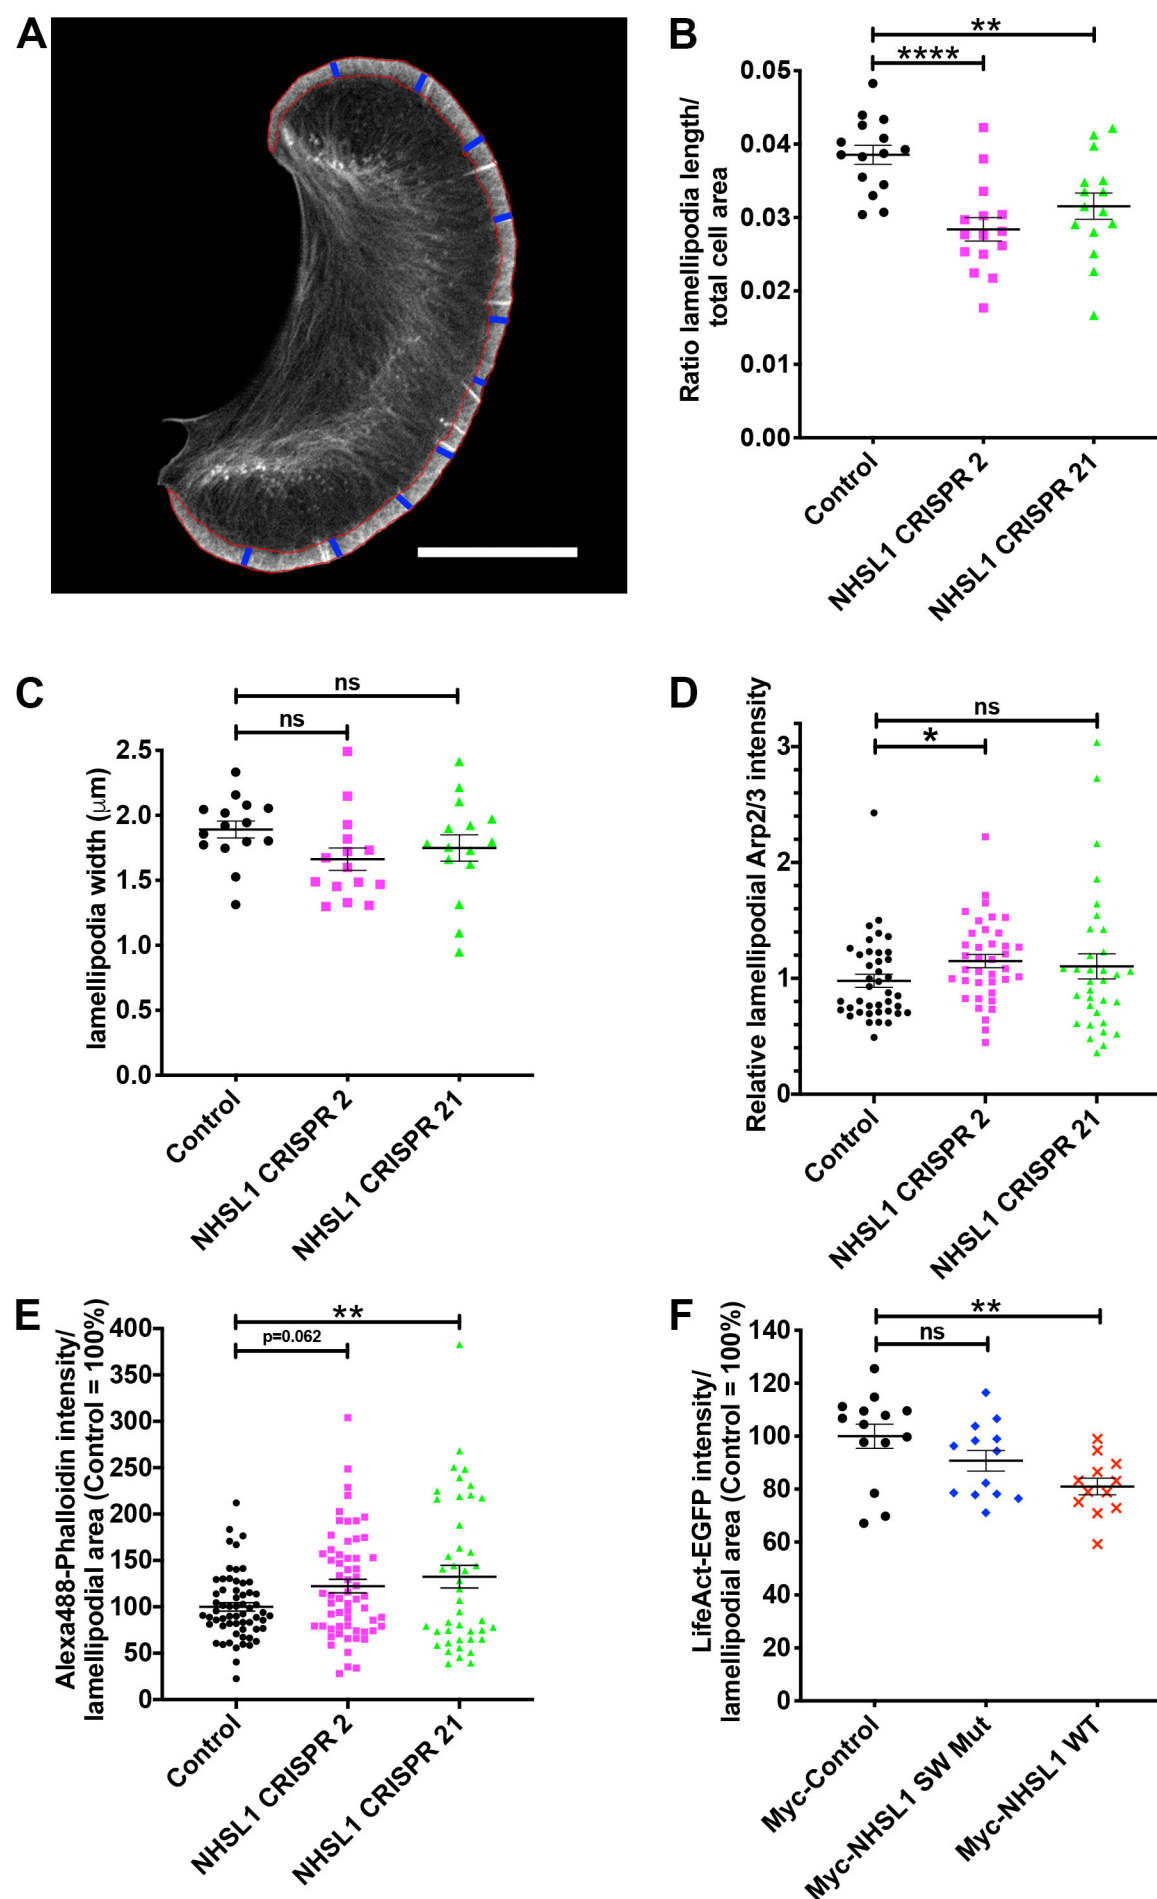 A
B
**
****
Ratio lamellipodia length/
total cell area
0.05
0.04
0.03
0.02
0.01
0.00
Control
NHSL1 CRISPR 2
NHSL1 CRISPR 21
C
ns
ns
lamellipodia width (μm)
2.5
2.0
1.5
1.0
0.5
0.0
Control
NHSL1 CRISPR 2
NHSL1 CRISPR 21
D
ns
*
Relative lamellipodial Arp2/3 intensity
3
2
1
0
Control
NHSL1 CRISPR 2
NHSL1 CRISPR 21
E
**
p=0.062
Alexa488-Phalloidin intensity/
lamellipodial area (Control = 100%)
400
350
300
250
200
150
100
50
0
Control
NHSL1 CRISPR 2
NHSL1 CRISPR 21
F
**
ns
LifeAct-EGFP intensity/
lamellipodial area (Control = 100%)
140
120
100
80
60
40
20
0
Myc-Control
Myc-NHSL1 SW Mut
Myc-NHSL1 WT